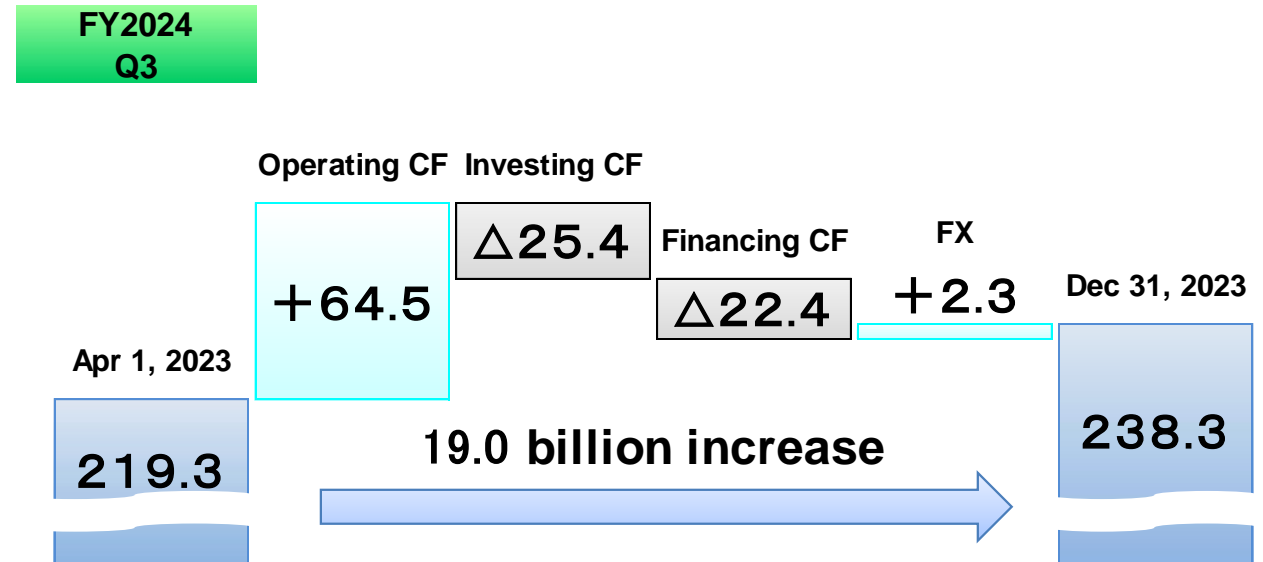 FY2024
Q3
Operating CF
Investing CF
Financing CF
FX
Dec 31, 2023
Apr 1, 2023
+64.5
△25.4
△22.4
+2.3
219.3
238.3
19.0 billion increase